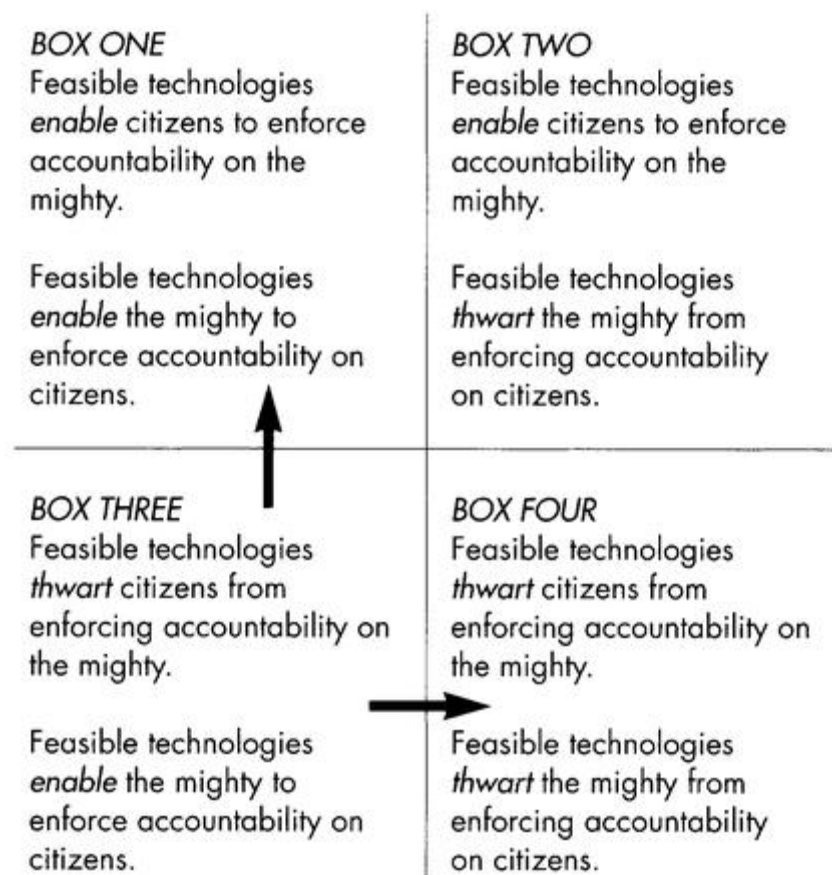 BOX ONE
Feasible technologies
enable citizens to enforce
accountability on the
mighty.
Feasible technologies
enable the mighty to
enforce accountability on
citizens.
BOX TWO
Feasible technologies
enable citizens to enforce
accountability on the
mighty.
Feasible technologies
thwart the mighty from
enforcing accountability
on citizens.
BOX THREE
Feasible technologies
thwart citizens from
enforcing accountability on
the mighty.
Feasible technologies
enable the mighty to
enforce accountability on
citizens.
BOX FOUR
Feasible technologies
thwart citizens from
enforcing accountability on
the mighty.
Feasible technologies
thwart the mighty from
enforcing accountability
on citizens.